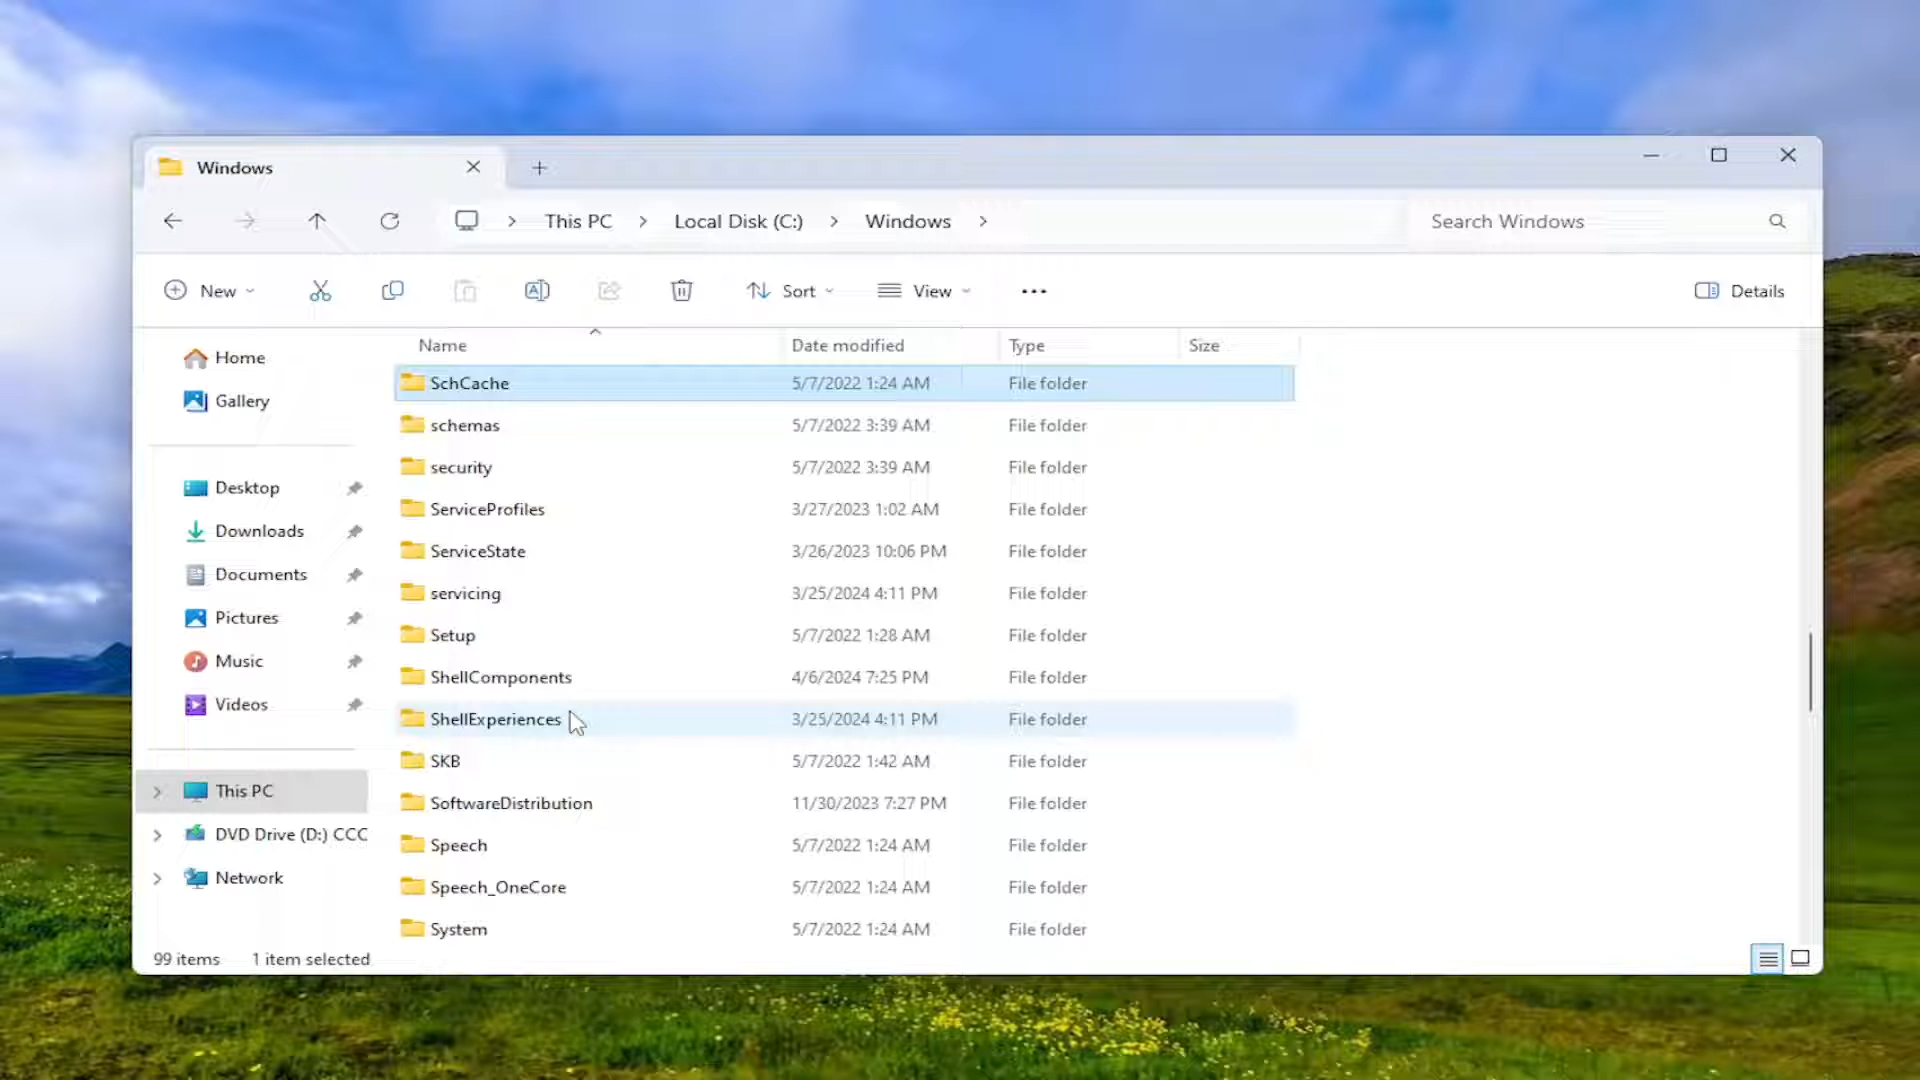 Windows
This PC > Local Disk (C:) > Windows >
Search Windows
New
Sort
View
Details
Home
Gallery
Desktop
Downloads
Documents
Pictures
Music
Videos
This PC
DVD Drive (D:) CCC
Network
Name Date modified Type Size
SchCache 5/7/2022 1:24 AM File folder
schemas 5/7/2022 3:39 AM File folder
security 5/7/2022 3:39 AM File folder
ServiceProfiles 3/27/2023 1:02 AM File folder
ServiceState 3/26/2023 10:06 PM File folder
servicing 3/25/2024 4:11 PM File folder
Setup 5/7/2022 1:28 AM File folder
ShellComponents 4/6/2024 7:25 PM File folder
ShellExperiences 3/25/2024 4:11 PM File folder
SKB 5/7/2022 1:42 AM File folder
SoftwareDistribution 11/30/2023 7:27 PM File folder
Speech 5/7/2022 1:24 AM File folder
Speech_OneCore 5/7/2022 1:24 AM File folder
System 5/7/2022 1:24 AM File folder
99 items 1 item selected